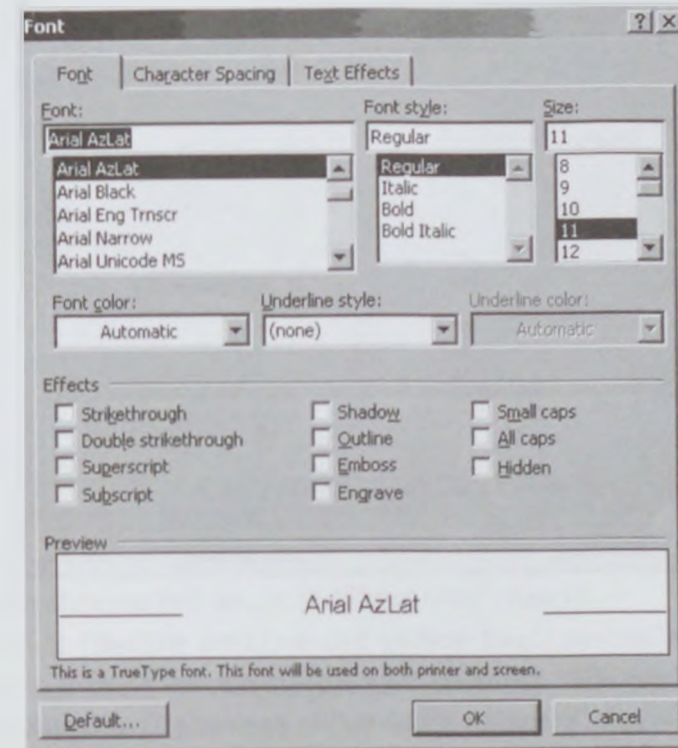 Font
Font Character Spacing Text Effects
Font: Font style: Size:
Arial AzLat Regular 11
Arial AzLat Regular 8
Arial Black Italic 9
Arial Eng Trnscr Bold 10
Arial Narrow Bold Italic 11
Arial Unicode MS 12
Font color: Underline style: Underline color:
Automatic (none) Automatic
Effects
Strikethrough Shadow Small caps
Double strikethrough Outline All caps
Superscript Emboss Hidden
Subscript Engrave
Preview
Arial AzLat
This is a TrueType font. This font will be used on both printer and screen.
Default... OK Cancel